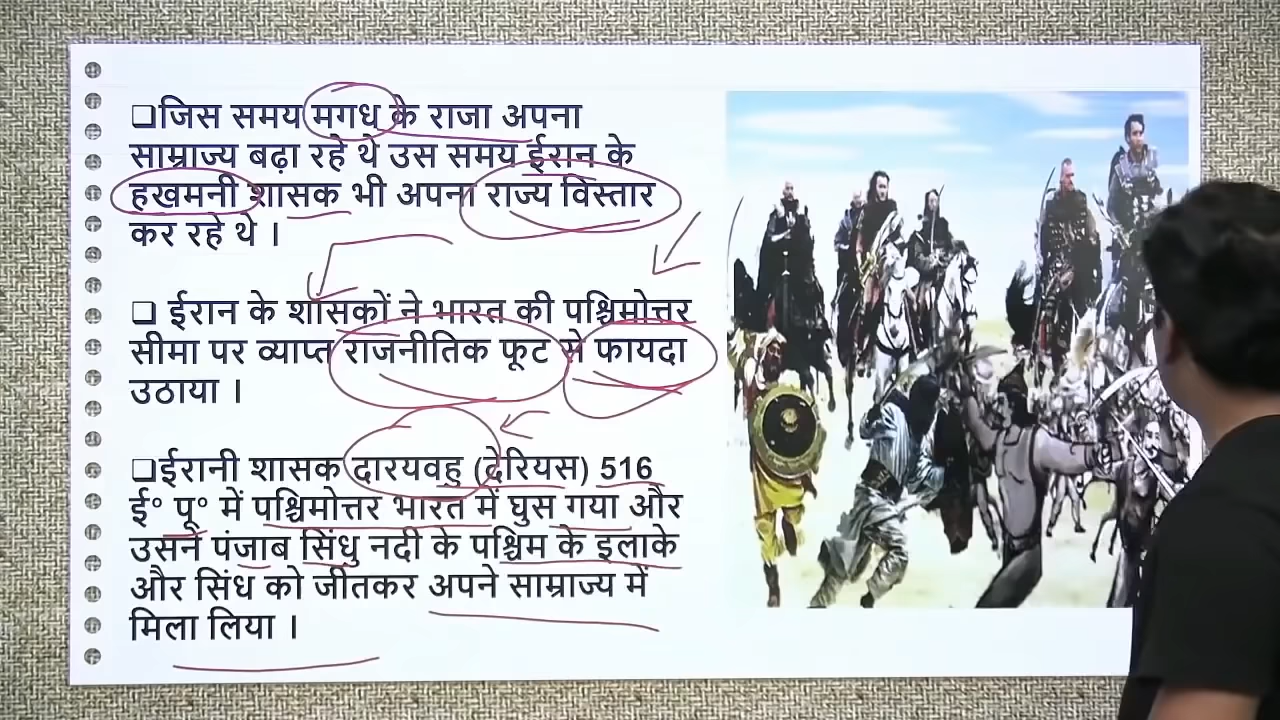 ❑जिस समय मगध के राजा अपना
साम्राज्य बढ़ा रहे थे उस समय ईरान के
हखमनी शासक भी अपना राज्य विस्तार
कर रहे थे ।
❑ ईरान के शासकों ने भारत की पश्चिमोत्तर
सीमा पर व्याप्त राजनीतिक फूट से फायदा
उठाया ।
❑ईरानी शासक दारयवहु (देरियस) 516
ई° पू° में पश्चिमोत्तर भारत में घुस गया और
उसने पंजाब सिंधु नदी के पश्चिम के इलाके
और सिंध को जीतकर अपने साम्राज्य में
मिला लिया ।